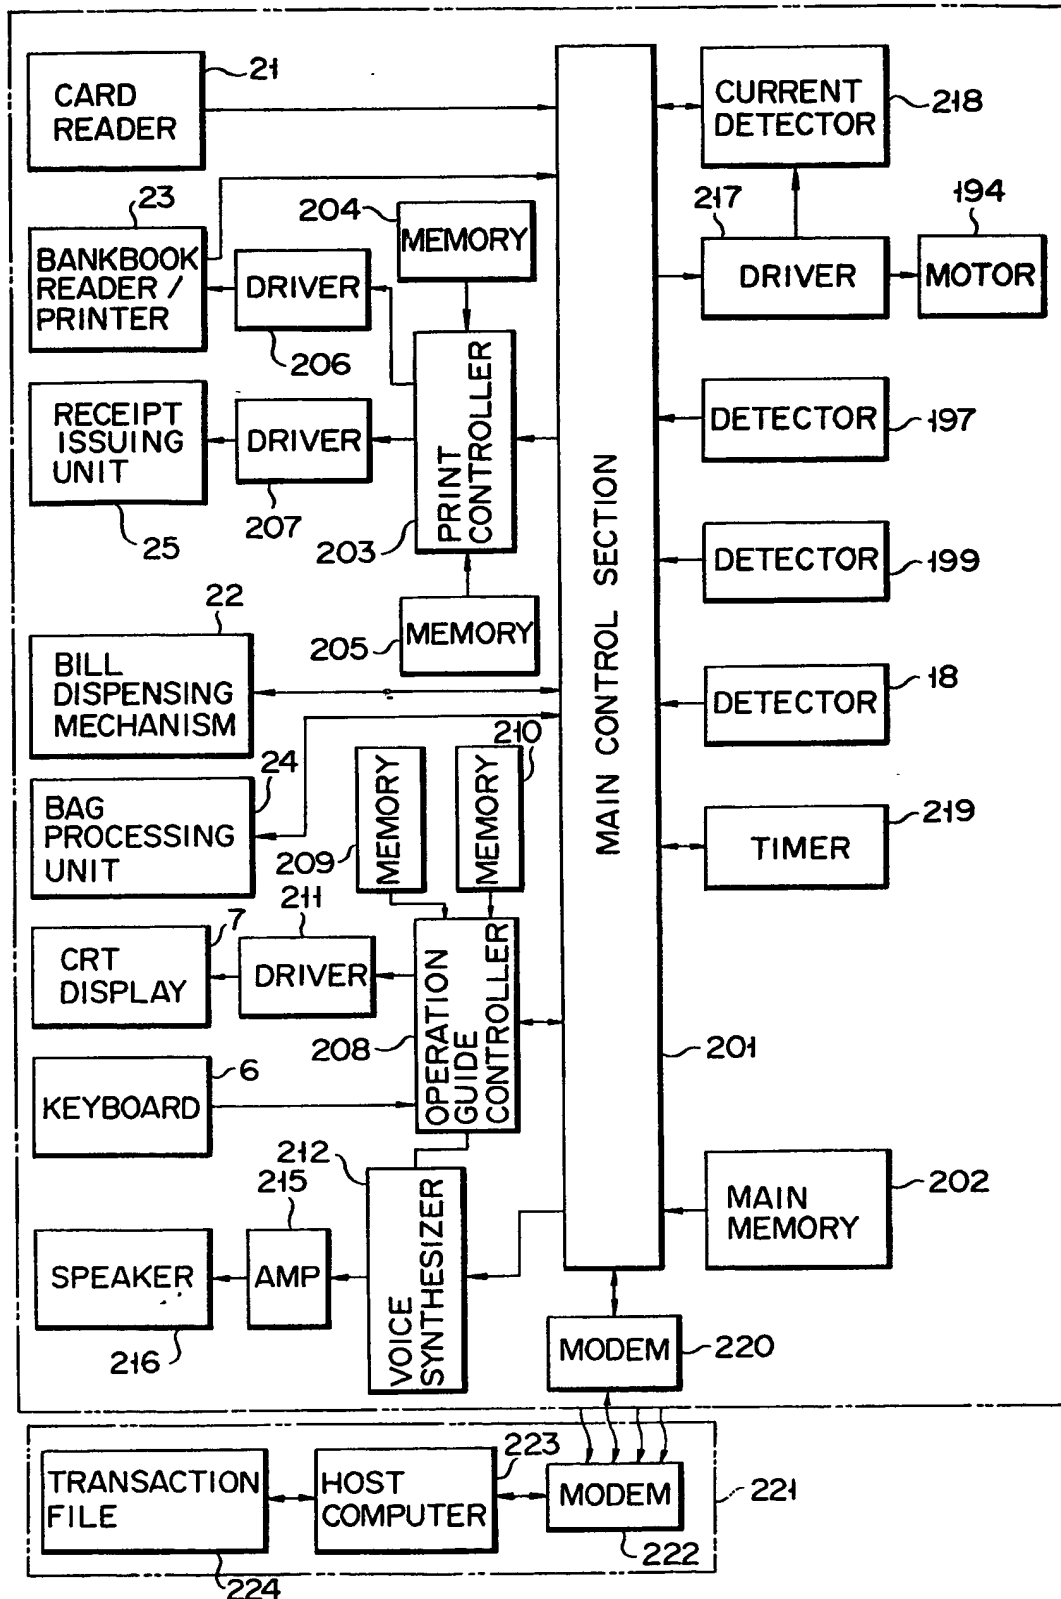 CARD
READER
21
BANKBOOK
READER /
PRINTER
23
DRIVER
206
MEMORY
204
RECEIPT
ISSUING
UNIT
25
DRIVER
207
PRINT
CONTROLLER
203
MEMORY
205
BILL
DISPENSING
MECHANISM
22
BAG
PROCESSING
UNIT
24
MEMORY
209
MEMORY
210
CRT
DISPLAY
7
DRIVER
211
OPERATION
GUIDE
CONTROLLER
208
KEYBOARD
6
SPEAKER
216
AMP
215
VOICE
SYNTHESIZER
212
MAIN CONTROL SECTION
201
CURRENT
DETECTOR
218
DRIVER
217
MOTOR
194
DETECTOR
197
DETECTOR
199
DETECTOR
18
TIMER
219
MAIN
MEMORY
202
MODEM
220
TRANSACTION
FILE
224
HOST
COMPUTER
223
MODEM
222
221